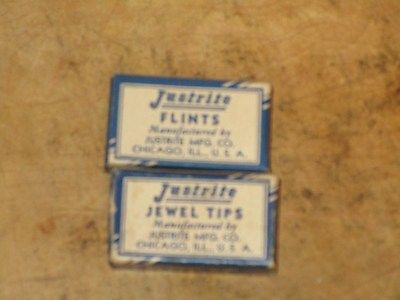 Justrite
FLINTS
Manufactured by
JUSTRITE MFG. CO.
CHICAGO, ILL., U. S. A.
Justrite
JEWEL TIPS
Manufactured by
JUSTRITE MFG. CO.
CHICAGO, ILL., U. S. A.